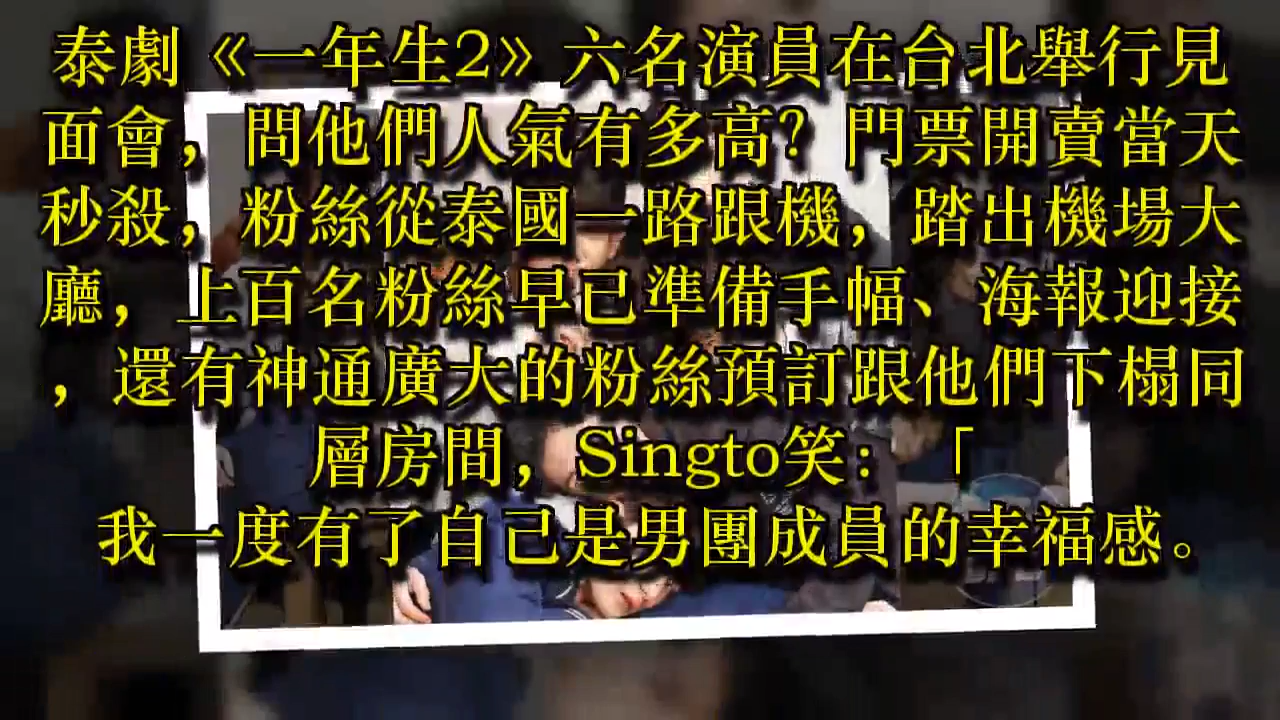 泰劇《一年生2》六名演員在台北舉行見
面會，問他們人氣有多高？門票開賣當天
秒殺，粉絲從泰國一路跟機，踏出機場大
廳，上百名粉絲早已準備手幅、海報迎接
，還有神通廣大的粉絲預訂跟他們下榻同
層房間，Singto笑：「
我一度有了自己是男團成員的幸福感。